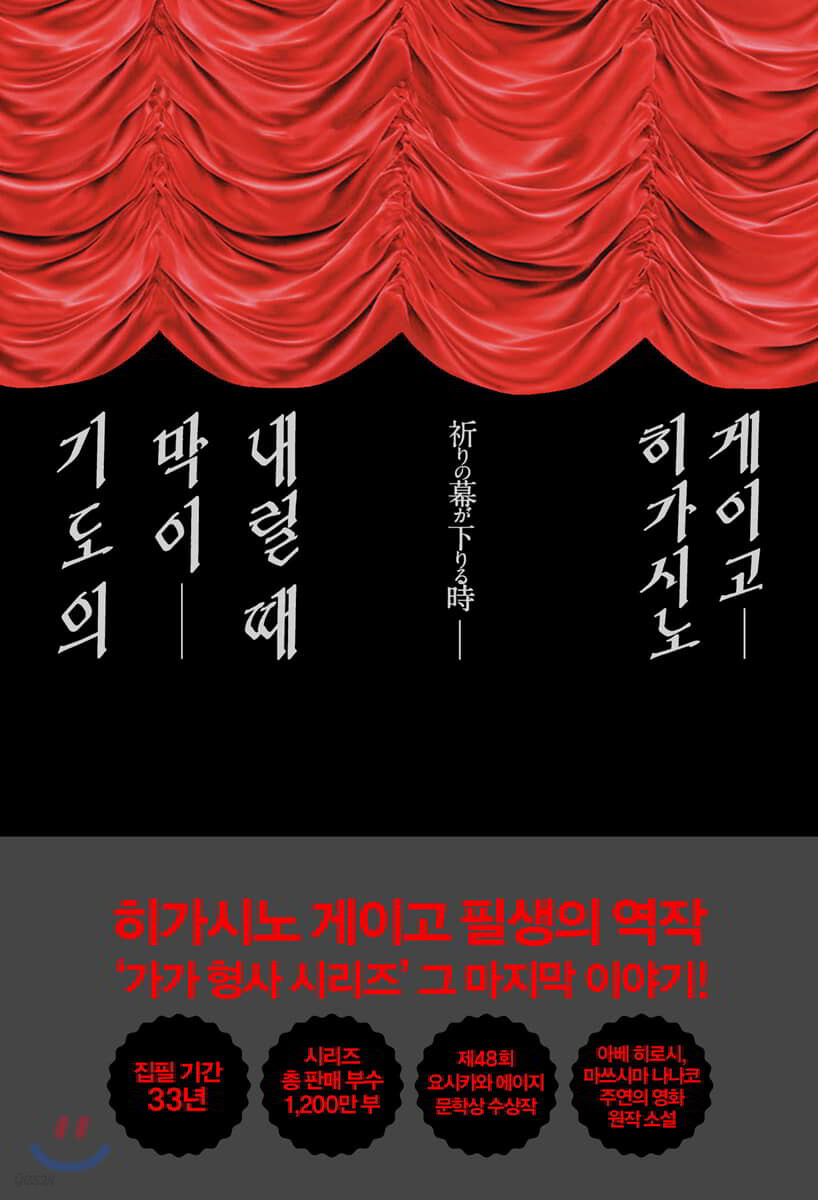 기도의
막이
내릴 때
祈りの幕が下りる時
히가시노
게이고
히가시노 게이고 필생의 역작
‘가가 형사 시리즈’ 그 마지막 이야기!
집필 기간
33년
시리즈
총 판매 부수
1,200만 부
제48회
요시카와 에이지
문학상 수상작
아베 히로시,
마쓰시마 나나코
주연의 영화
원작 소설